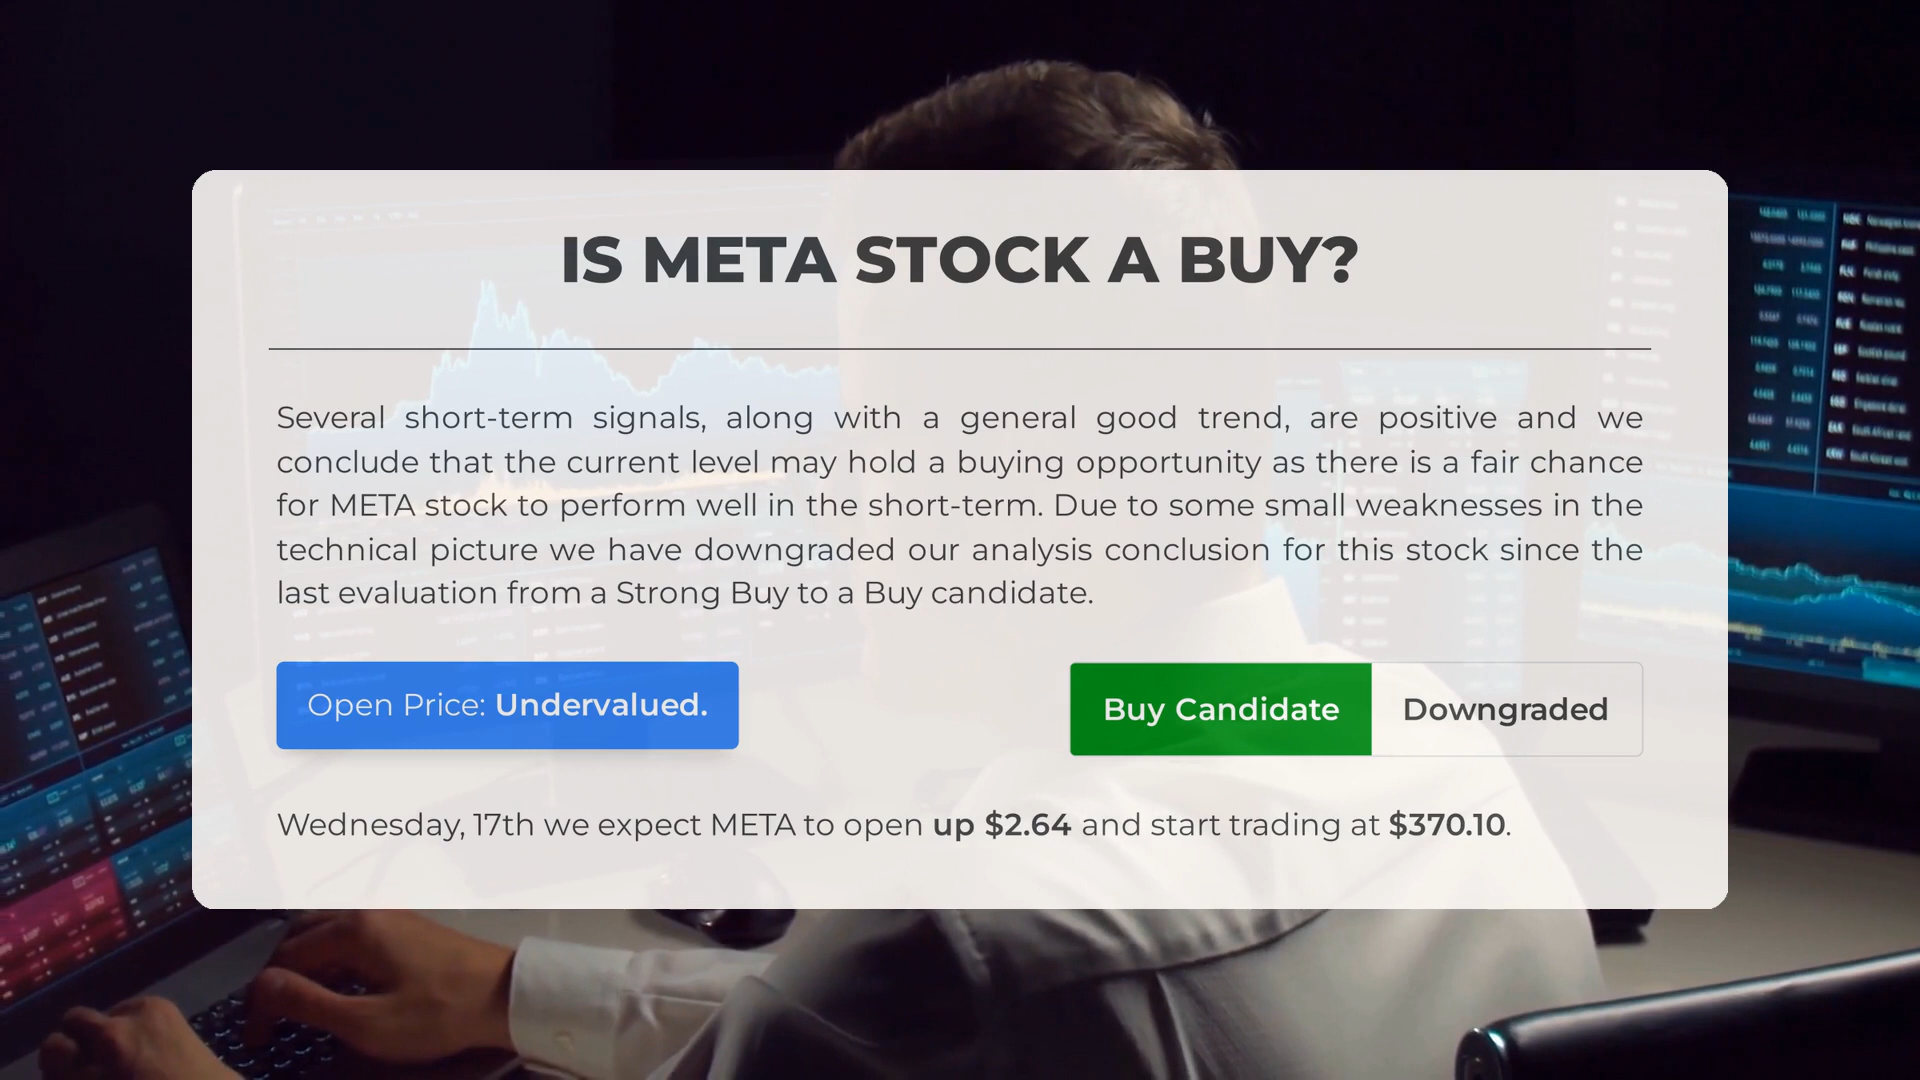 IS META STOCK A BUY?
Several short-term signals, along with a general good trend, are positive and we
conclude that the current level may hold a buying opportunity as there is a fair chance
for META stock to perform well in the short-term. Due to some small weaknesses in the
technical picture we have downgraded our analysis conclusion for this stock since the
last evaluation from a Strong Buy to a Buy candidate.
Open Price: Undervalued.
Buy Candidate Downgraded
Wednesday, 17th we expect META to open up $2.64 and start trading at $370.10.